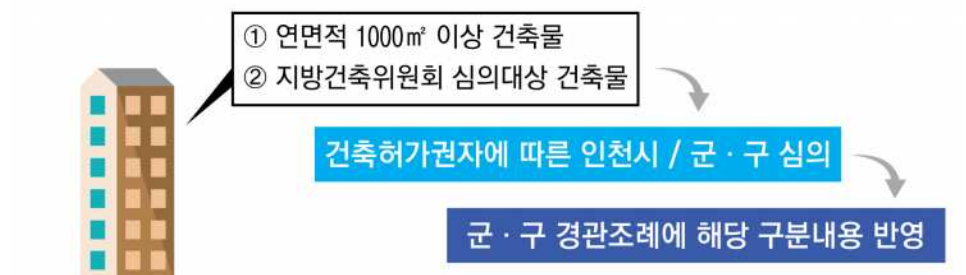 ① 연면적 1000㎡ 이상 건축물
② 지방건축위원회 심의대상 건축물
건축허가권자에 따른 인천시 / 군 · 구 심의
군 · 구 경관조례에 해당 구분내용 반영